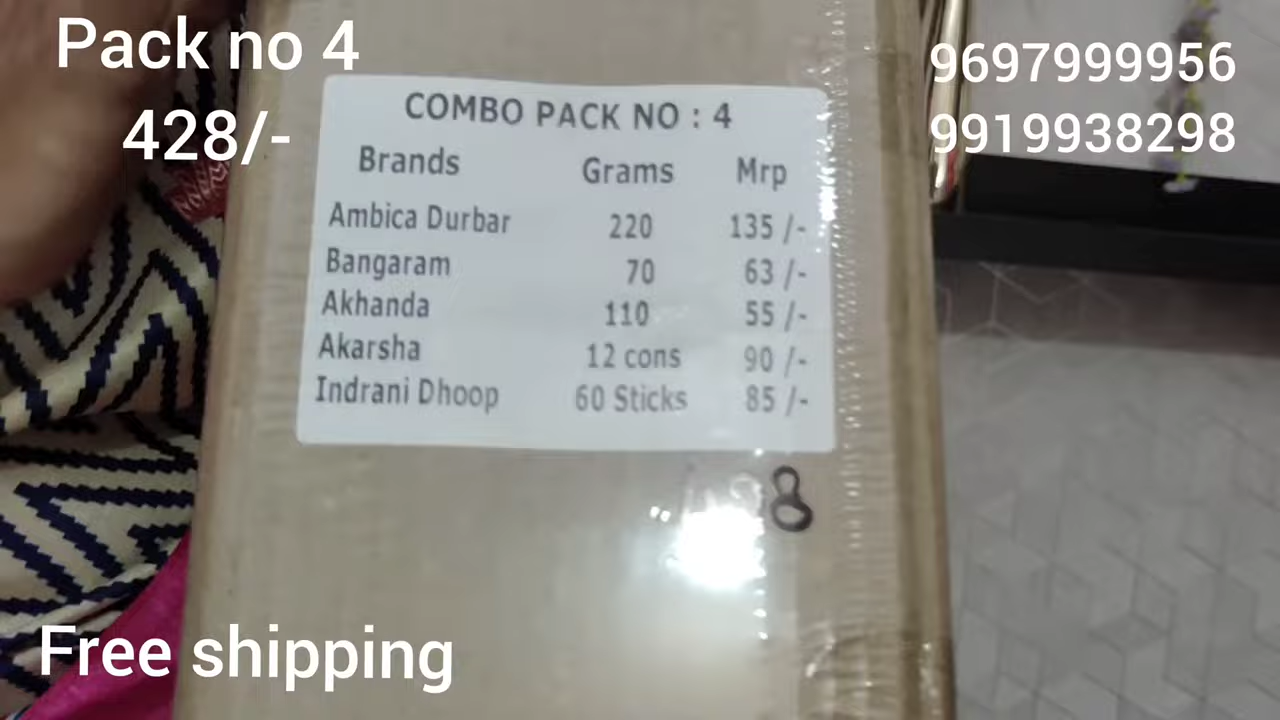 Pack no 4
428/-
9697999956
9919938298
COMBO PACK NO : 4
Brands Grams Mrp
Ambica Durbar 220 135 /-
Bangaram 70 63 /-
Akhanda 110 55 /-
Akarsha 12 cons 90 /-
Indrani Dhoop 60 Sticks 85 /-
Free shipping